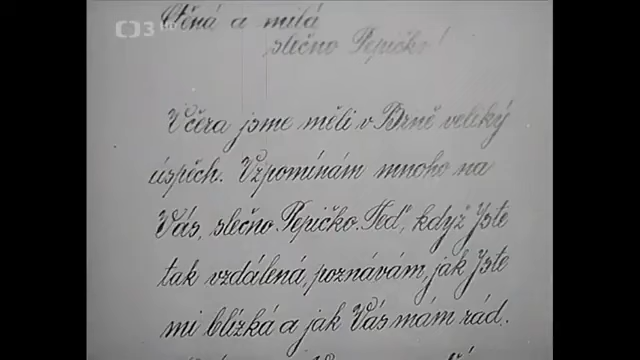 ČT3
Ctěná a milá
slečno Pepičko!
Včera jsme měli v Brně veliký
úspěch. Vzpomínám mnoho na
Vás, slečno Pepičko. Teď, když Jste
tak vzdálená, poznávám, jak Jste
mi blízká a jak Vás mám rád.